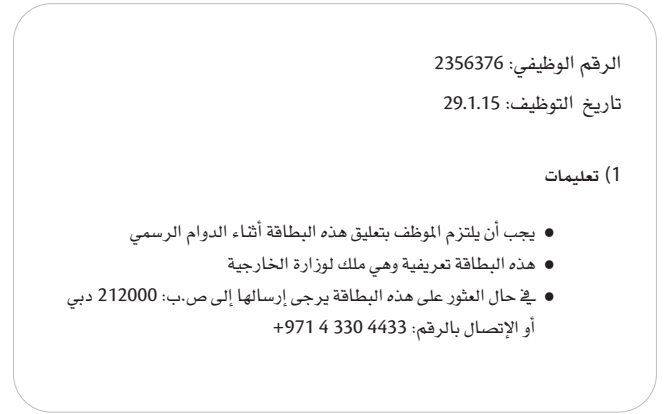 الرقم الوظيفي: 2356376
تاريخ التوظيف: 29.1.15
1) تعليمات
● يجب أن يلتزم الموظف بتعليق هذه البطاقة أثناء الدوام الرسمي
● هذه البطاقة تعريفية وهي ملك لوزارة الخارجية
● في حال العثور على هذه البطاقة يرجى إرسالها إلى ص.ب: 212000 دبي
أو الإتصال بالرقم: 4433 330 4 971+